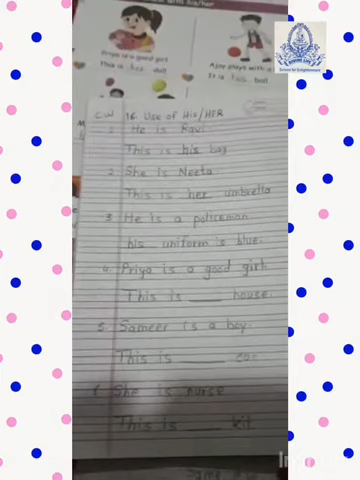 Priya is a good girl
This is her doll
Ajay plays with a
It is his ball
C.W 16. Use of His/HER
1. He is Ravi.
This is his bag
2. She is Neeta
This is her umbrella
3. He is a policeman
his uniform is blue.
4. Priya is a good girl.
This is ____ house.
5. Sameer is a boy.
This is ____ car
6. She is nurse
This is ____ kit